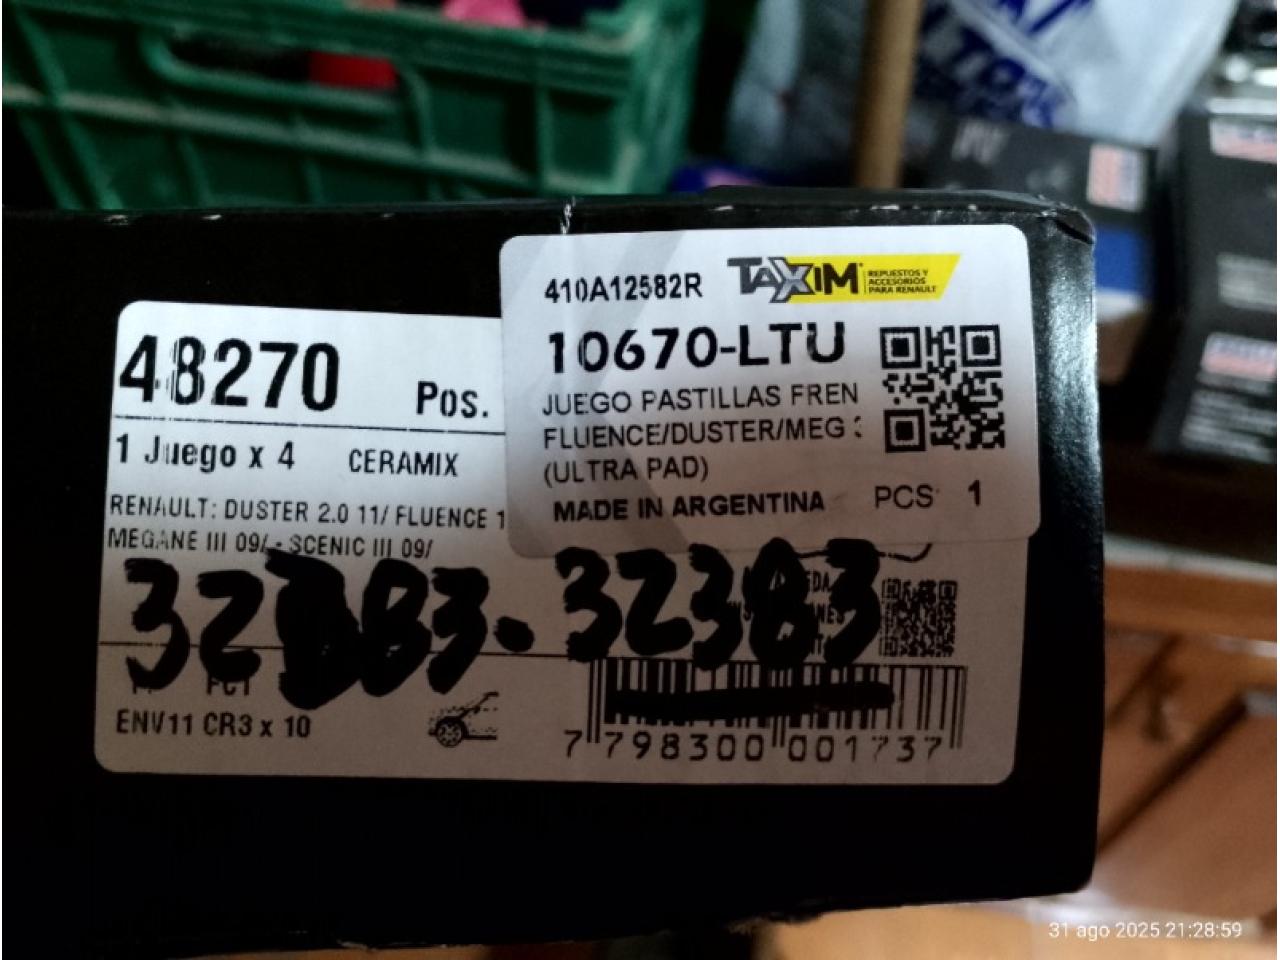 410A12582R TAXIM REPUESTOS Y
ACCESORIOS
PARA RENAULT
10670-LTU
JUEGO PASTILLAS FREN
FLUENCE/DUSTER/MEG
(ULTRA PAD)
MADE IN ARGENTINA PCS 1
48270 Pos.
1 Juego x 4 CERAMIX
RENAULT: DUSTER 2.0 11/ FLUENCE 1
MEGANE III 09/ - SCENIC III 09/
32383. 32383
ENV11 CR3 x 10
7 798300 001737
31 ago 2025 21:28:59